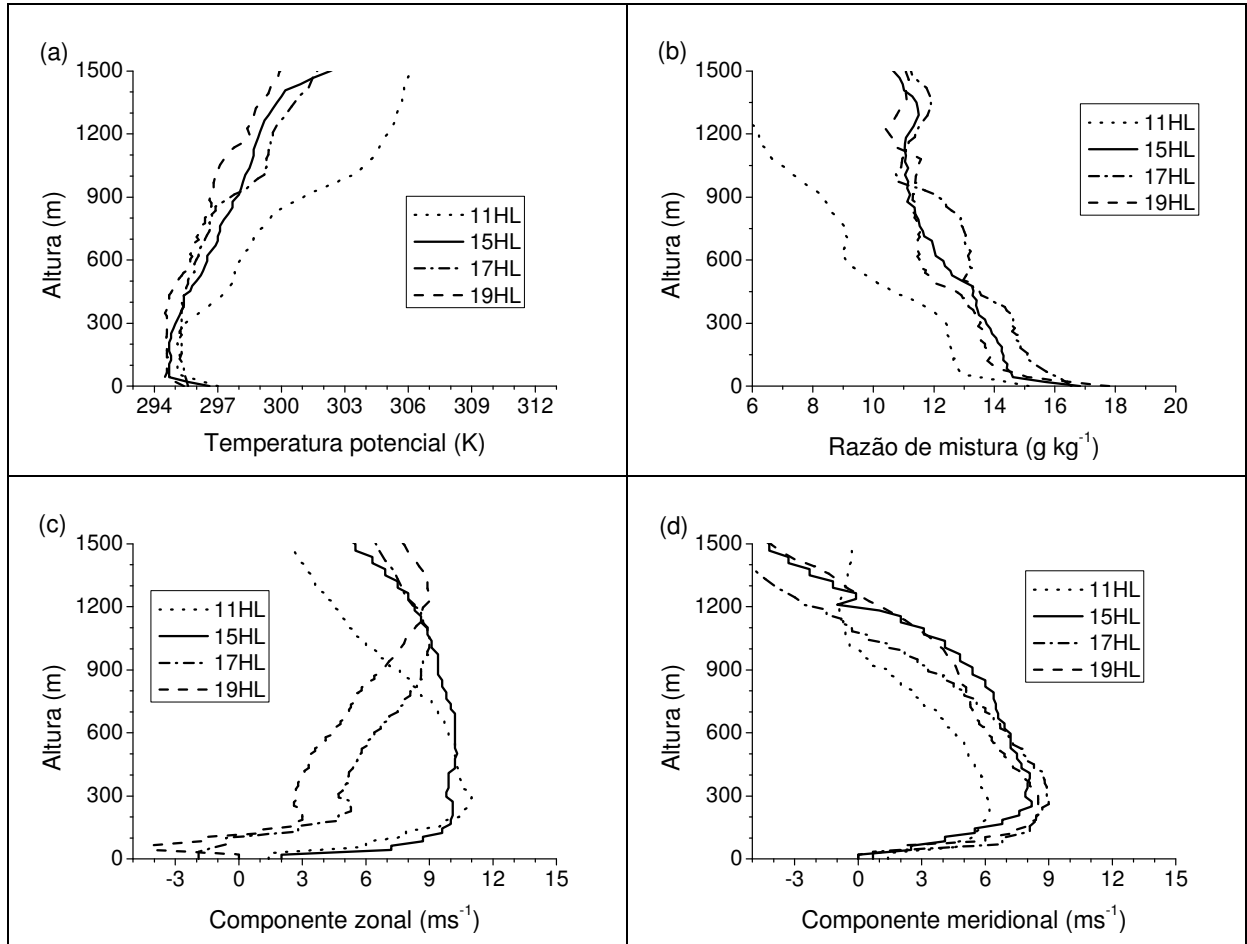 (a)
1500
1200
900
600
300
0
Altura (m)
294 297 300 303 306 309 312
Temperatura potencial (K)
11HL
15HL
17HL
19HL
(b)
1500
1200
900
600
300
0
Altura (m)
6 8 10 12 14 16 18 20
Razão de mistura (g kg-1)
11HL
15HL
17HL
19HL
(c)
1500
1200
900
600
300
0
Altura (m)
-3 0 3 6 9 12 15
Componente zonal (ms-1)
11HL
15HL
17HL
19HL
(d)
1500
1200
900
600
300
0
Altura (m)
-3 0 3 6 9 12 15
Componente meridional (ms-1)
11HL
15HL
17HL
19HL